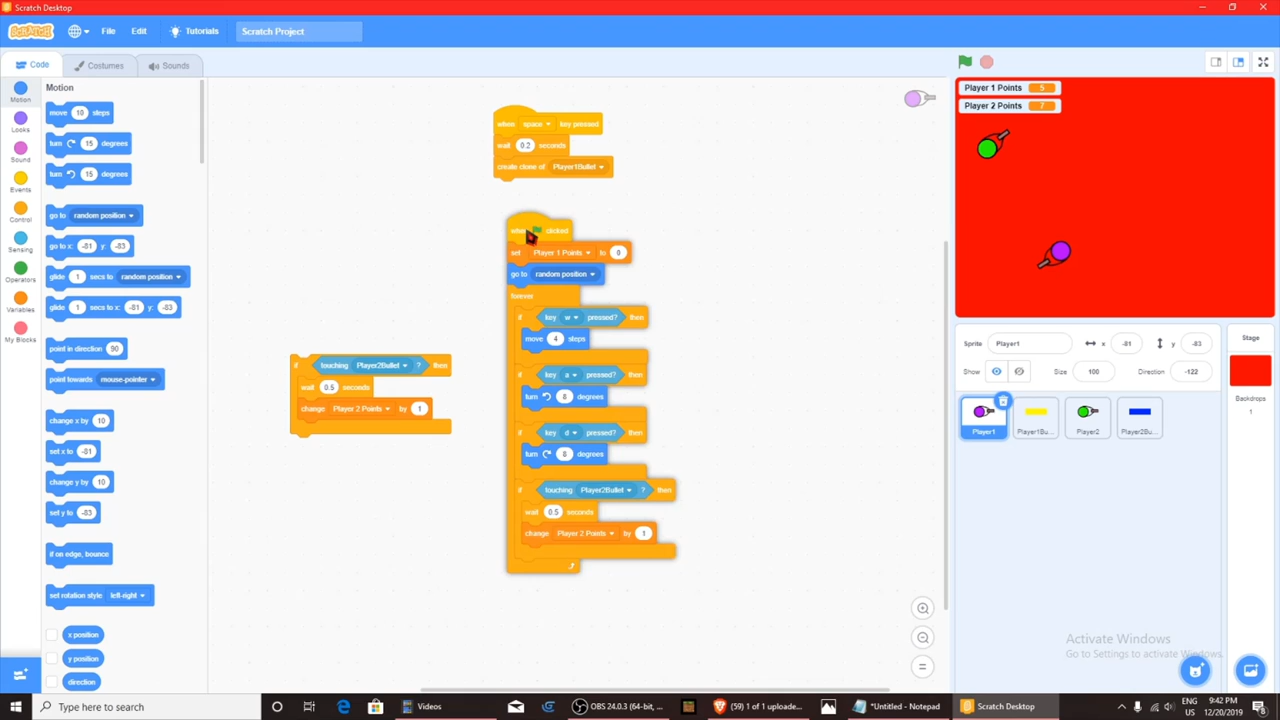 Scratch Desktop
SCRATCH File Edit Tutorials Scratch Project
Code Costumes Sounds
Motion
Looks
Sound
Events
Control
Sensing
Operators
Variables
My Blocks
Motion
move 10 steps
turn 15 degrees
turn 15 degrees
go to random position
go to x: -81 y: -83
glide 1 secs to random position
glide 1 secs to x: -81 y: -83
point in direction 90
point towards mouse-pointer
change x by 10
set x to -81
change y by 10
set y to -83
if on edge, bounce
set rotation style left-right
x position
y position
direction
when space key pressed
wait 0.2 seconds
create clone of Player1Bullet
when clicked
set Player 1 Points to 0
go to random position
forever
if key w pressed? then
move 4 steps
if key a pressed? then
turn 8 degrees
if key d pressed? then
turn 8 degrees
if touching Player2Bullet ? then
wait 0.5 seconds
change Player 2 Points by 1
if touching Player2Bullet ? then
wait 0.5 seconds
change Player 2 Points by 1
Player 1 Points 5
Player 2 Points 7
Sprite Player1 x -81 y -83
Show Size 100 Direction -122
Player1 Player1Bu... Player2 Player2Bu...
Stage
Backdrops
1
Activate Windows
Go to Settings to activate Windows.
Type here to search
Videos
OBS 24.0.3 (64-bit, ...
(59) 1 of 1 uploade...
*Untitled - Notepad
Scratch Desktop
ENG
US
9:42 PM
12/20/2019